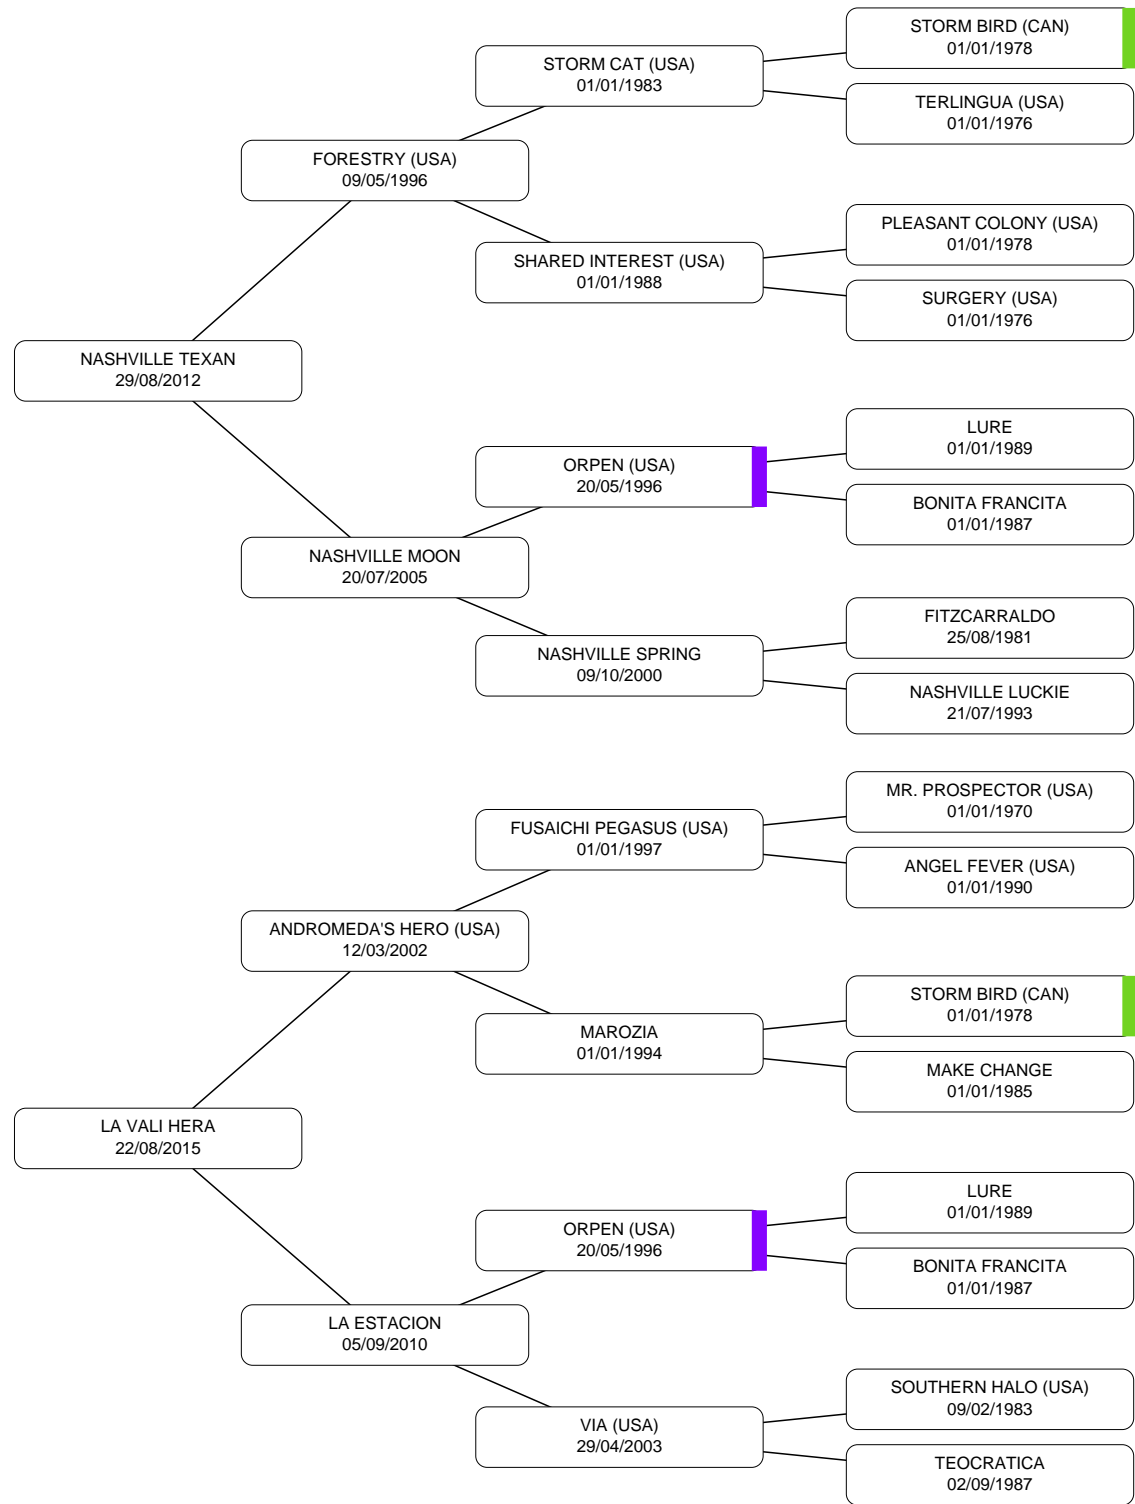 STORM BIRD (CAN)
01/01/1978
STORM CAT (USA)
01/01/1983
TERLINGUA (USA)
01/01/1976
FORESTRY (USA)
09/05/1996
PLEASANT COLONY (USA)
01/01/1978
SHARED INTEREST (USA)
01/01/1988
SURGERY (USA)
01/01/1976
NASHVILLE TEXAN
29/08/2012
LURE
01/01/1989
ORPEN (USA)
20/05/1996
BONITA FRANCITA
01/01/1987
NASHVILLE MOON
20/07/2005
FITZCARRALDO
25/08/1981
NASHVILLE SPRING
09/10/2000
NASHVILLE LUCKIE
21/07/1993
MR. PROSPECTOR (USA)
01/01/1970
FUSAICHI PEGASUS (USA)
01/01/1997
ANGEL FEVER (USA)
01/01/1990
ANDROMEDA'S HERO (USA)
12/03/2002
STORM BIRD (CAN)
01/01/1978
MAROZIA
01/01/1994
MAKE CHANGE
01/01/1985
LA VALI HERA
22/08/2015
LURE
01/01/1989
ORPEN (USA)
20/05/1996
BONITA FRANCITA
01/01/1987
LA ESTACION
05/09/2010
SOUTHERN HALO (USA)
09/02/1983
VIA (USA)
29/04/2003
TEOCRATICA
02/09/1987